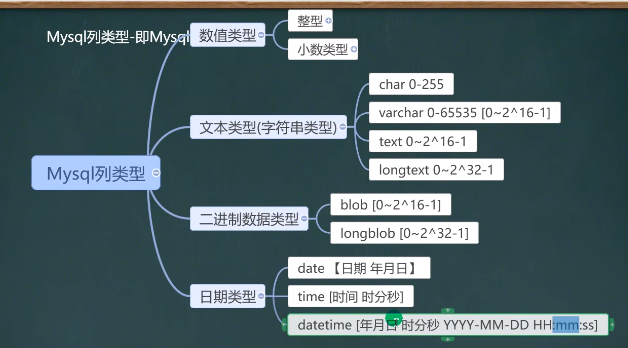 Mysql列类型-即Mysql
数值类型
整型
小数类型
char 0-255
varchar 0-65535 [0~2^16-1]
文本类型(字符串类型)
text 0~2^16-1
longtext 0~2^32-1
Mysql列类型
blob [0~2^16-1]
二进制数据类型
longblob [0~2^32-1]
date 【日期 年月日】
日期类型
time [时间 时分秒]
datetime [年月日 时分秒 YYYY-MM-DD HH:mm:ss]